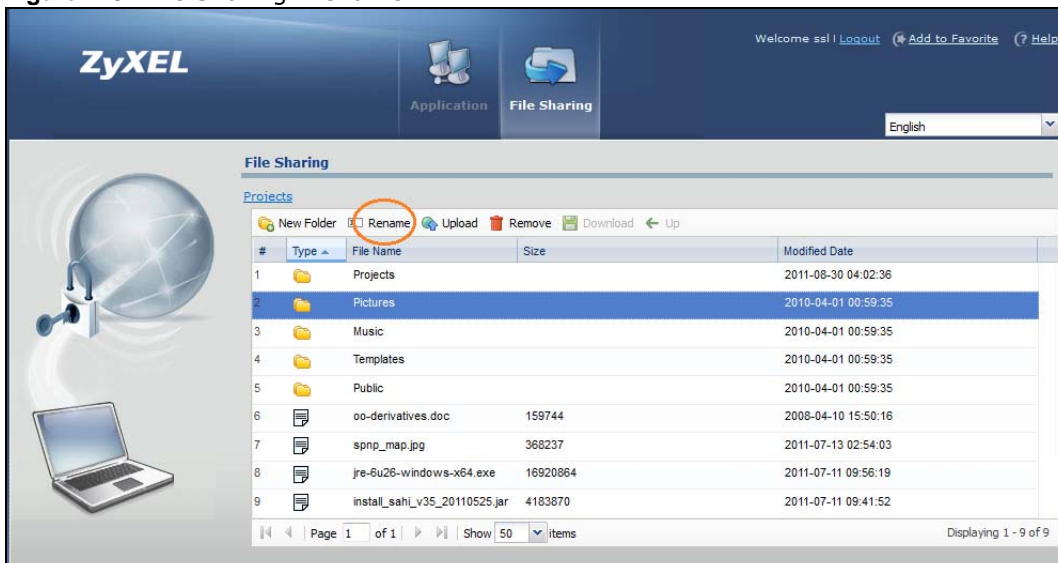 ZyXEL
Welcome ssl | Logout Add to Favorite ? Help
Application File Sharing
English
File Sharing
Projects
New Folder Rename Upload Remove Download Up
# Type File Name Size Modified Date
1 Projects 2011-08-30 04:02:36
2 Pictures 2010-04-01 00:59:35
3 Music 2010-04-01 00:59:35
4 Templates 2010-04-01 00:59:35
5 Public 2010-04-01 00:59:35
6 oo-derivatives.doc 159744 2008-04-10 15:50:16
7 spnp_map.jpg 368237 2011-07-13 02:54:03
8 jre-6u26-windows-x64.exe 16920864 2011-07-11 09:56:19
9 install_sahi_v35_20110525.jar 4183870 2011-07-11 09:41:52
Page 1 of 1 Show 50 items Displaying 1 - 9 of 9